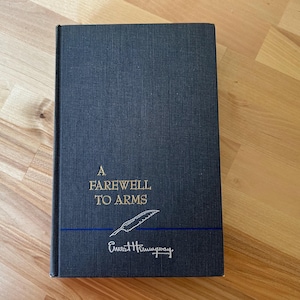 A
FAREWELL
TO ARMS
Ernest Hemingway